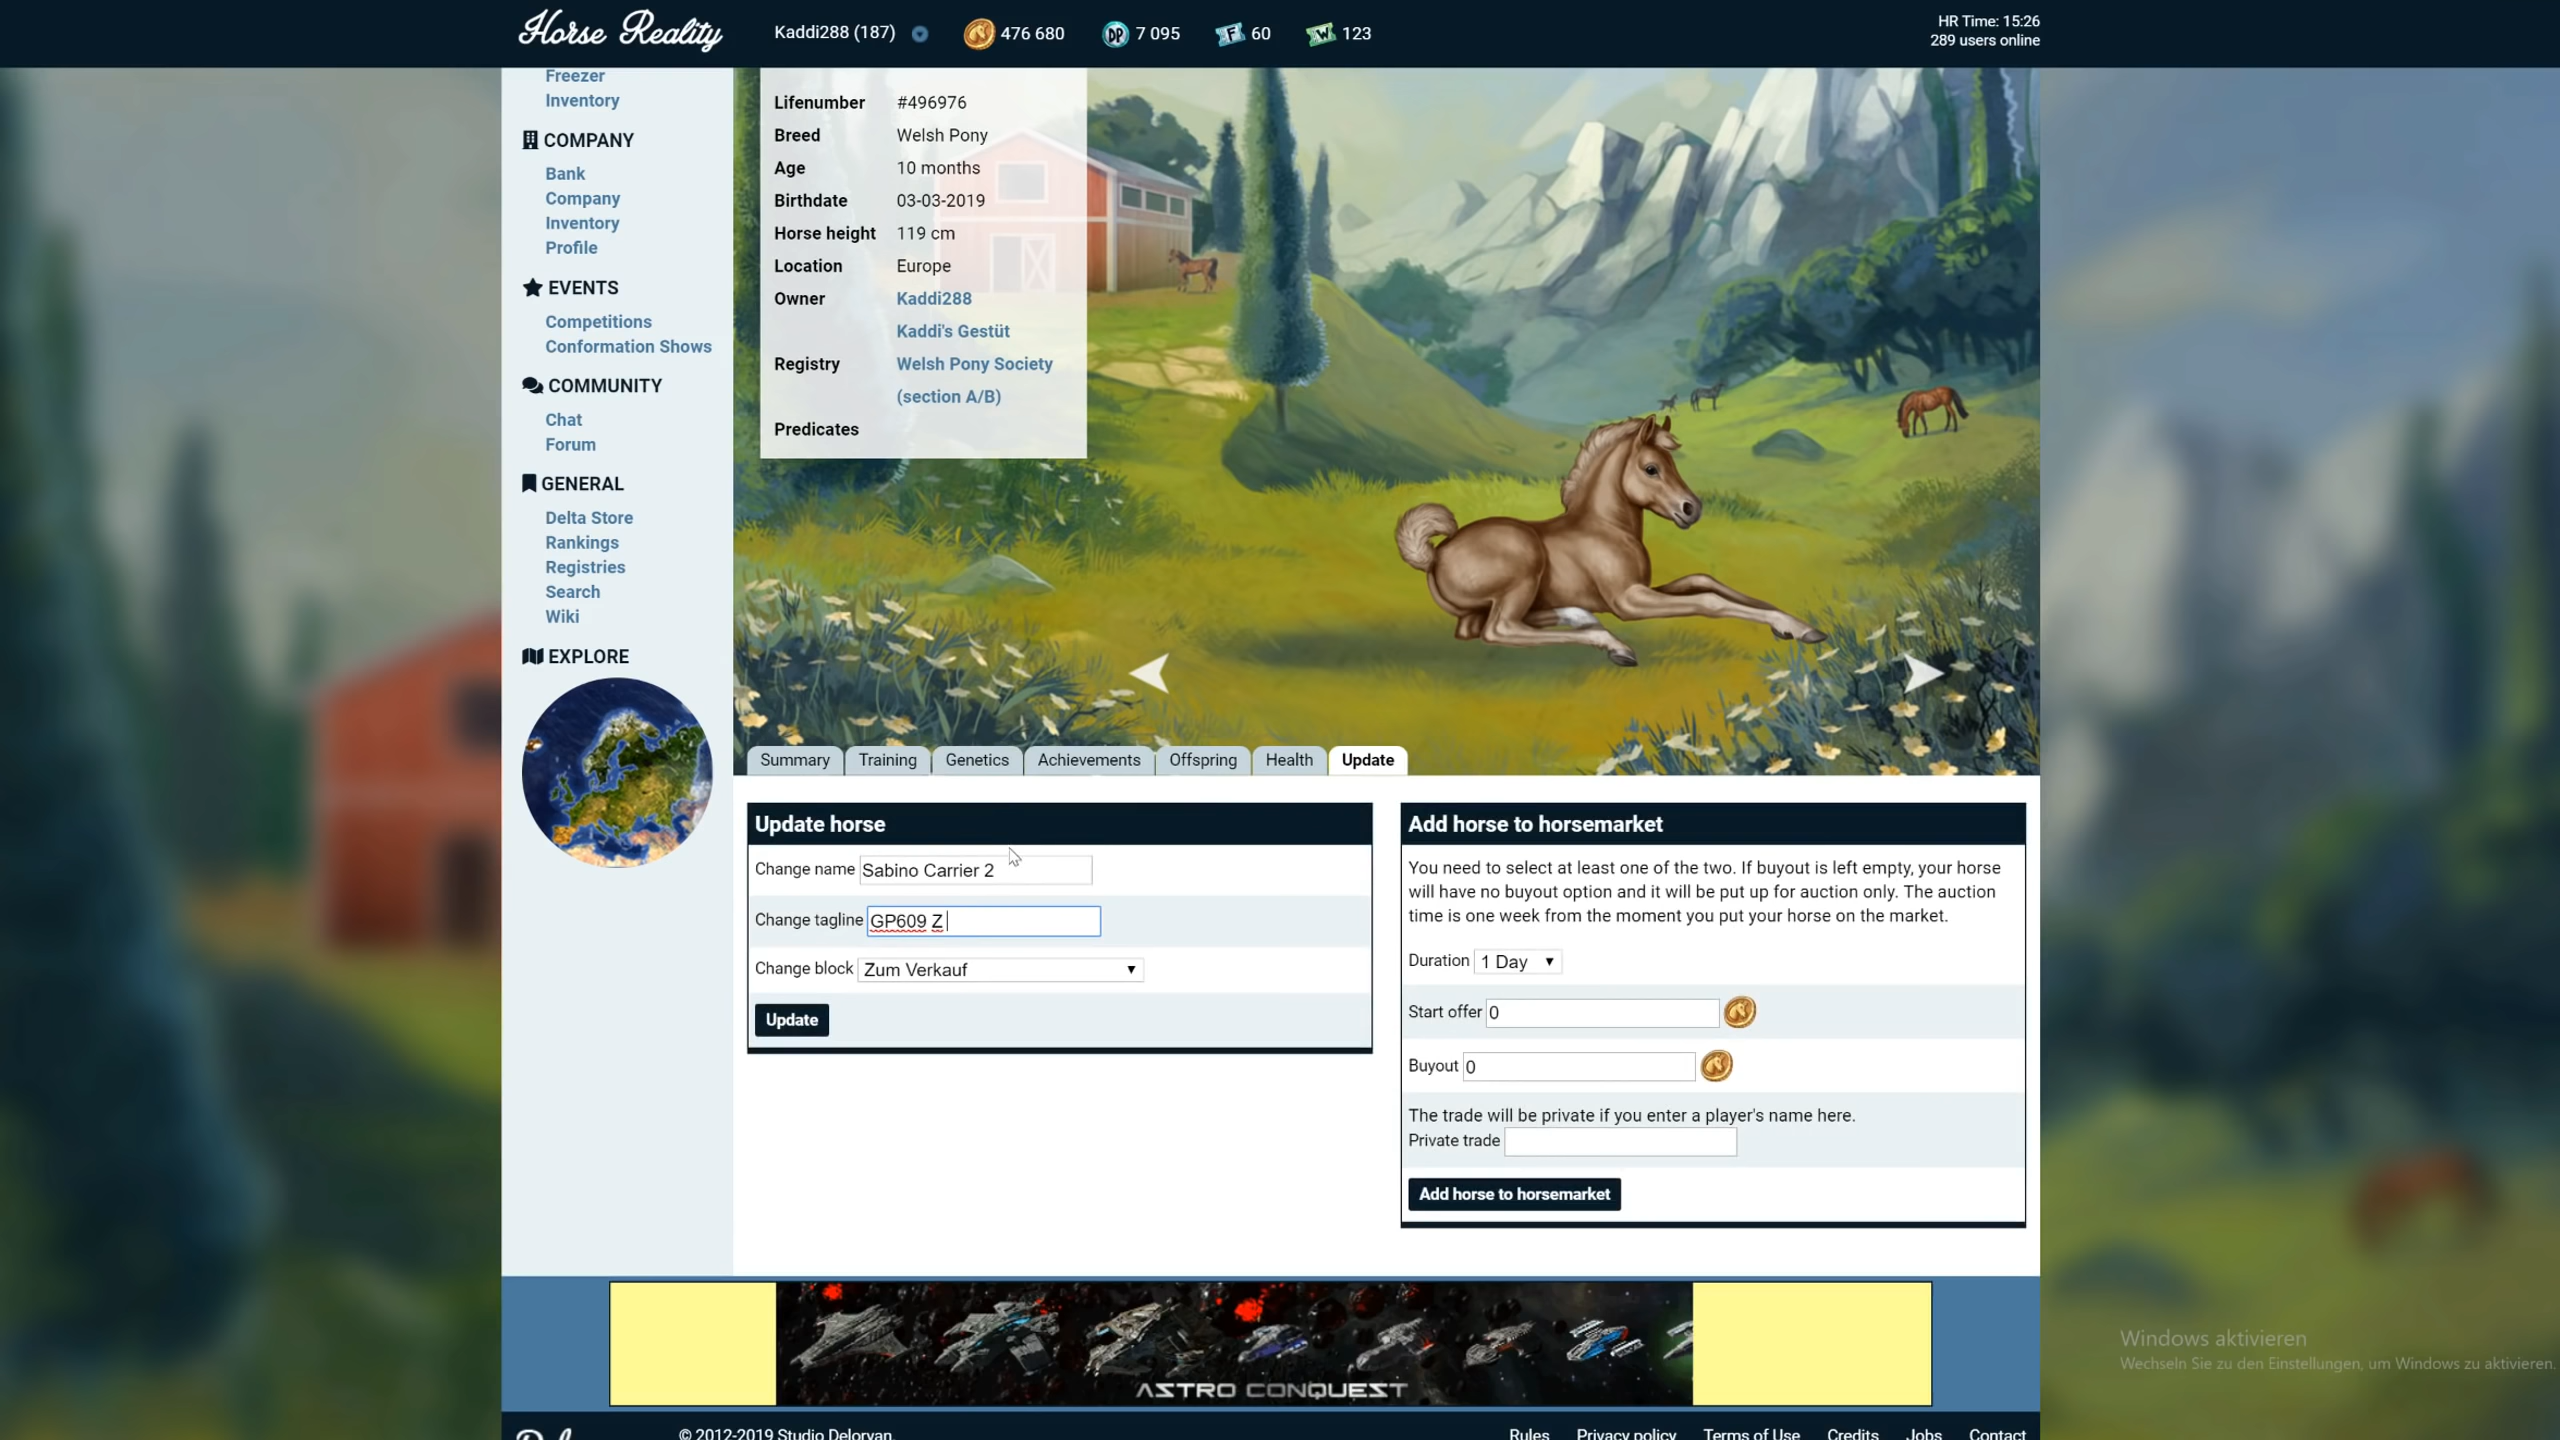 Horse Reality
Kaddi288 (187)
476 680
DP 7 095
F 60
W 123
HR Time: 15:26
289 users online
Freezer
Inventory
COMPANY
Bank
Company
Inventory
Profile
EVENTS
Competitions
Conformation Shows
COMMUNITY
Chat
Forum
GENERAL
Delta Store
Rankings
Registries
Search
Wiki
EXPLORE
Lifenumber #496976
Breed Welsh Pony
Age 10 months
Birthdate 03-03-2019
Horse height 119 cm
Location Europe
Owner Kaddi288
Kaddi's Gestüt
Registry Welsh Pony Society
(section A/B)
Predicates
Summary Training Genetics Achievements Offspring Health Update
Update horse
Change name Sabino Carrier 2
Change tagline GP609 Z
Change block Zum Verkauf
Update
Add horse to horsemarket
You need to select at least one of the two. If buyout is left empty, your horse
will have no buyout option and it will be put up for auction only. The auction
time is one week from the moment you put your horse on the market.
Duration 1 Day
Start offer 0
Buyout 0
The trade will be private if you enter a player's name here.
Private trade
Add horse to horsemarket
ASTRO CONQUEST
Windows aktivieren
Wechseln Sie zu den Einstellungen, um Windows zu aktivieren.
© 2012-2019 Studio Deloryan.
Rules Privacy policy Terms of Use Credits Jobs Contact